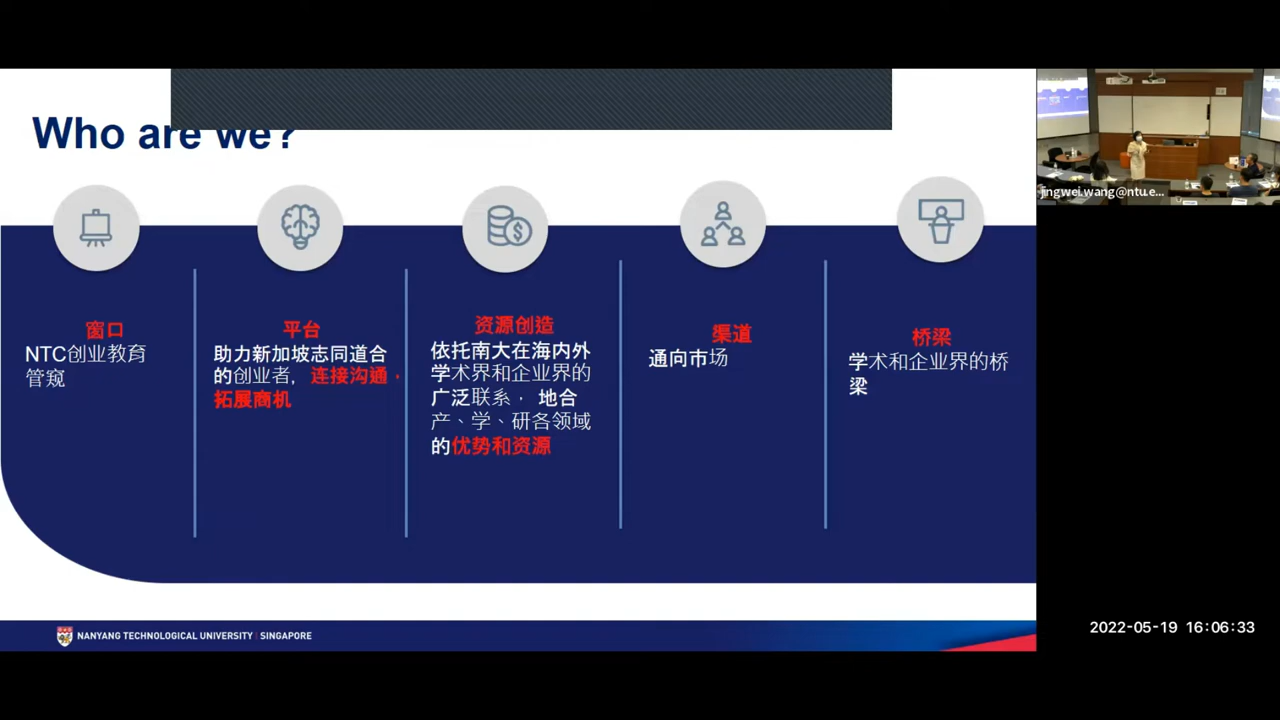 Who are we?
窗口
NTC创业教育
管窥
平台
助力新加坡志同道合
的创业者，连接沟通，
拓展商机
资源创造
依托南大在海内外
学术界和企业界的
广泛联系， 地合
产、学、研各领域
的优势和资源
渠道
通向市场
桥梁
学术和企业界的桥
梁
NANYANG TECHNOLOGICAL UNIVERSITY | SINGAPORE
jingwei.wang@ntu.e...
2022-05-19 16:06:33